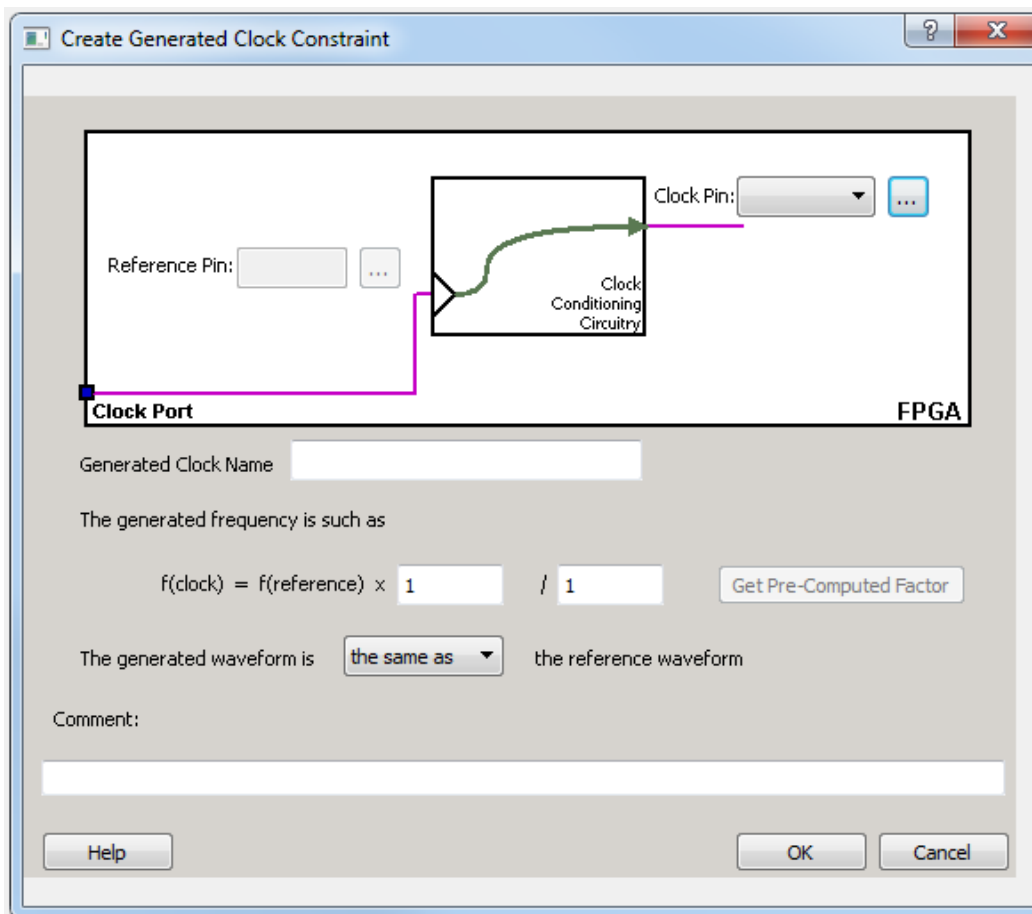 Create Generated Clock Constraint
?
Clock Pin:
...
Reference Pin:
...
Clock
Conditioning
Circuitry
Clock Port
FPGA
Generated Clock Name
The generated frequency is such as
f(clock) = f(reference) x 1 / 1 Get Pre-Computed Factor
The generated waveform is the same as the reference waveform
Comment:
Help OK Cancel